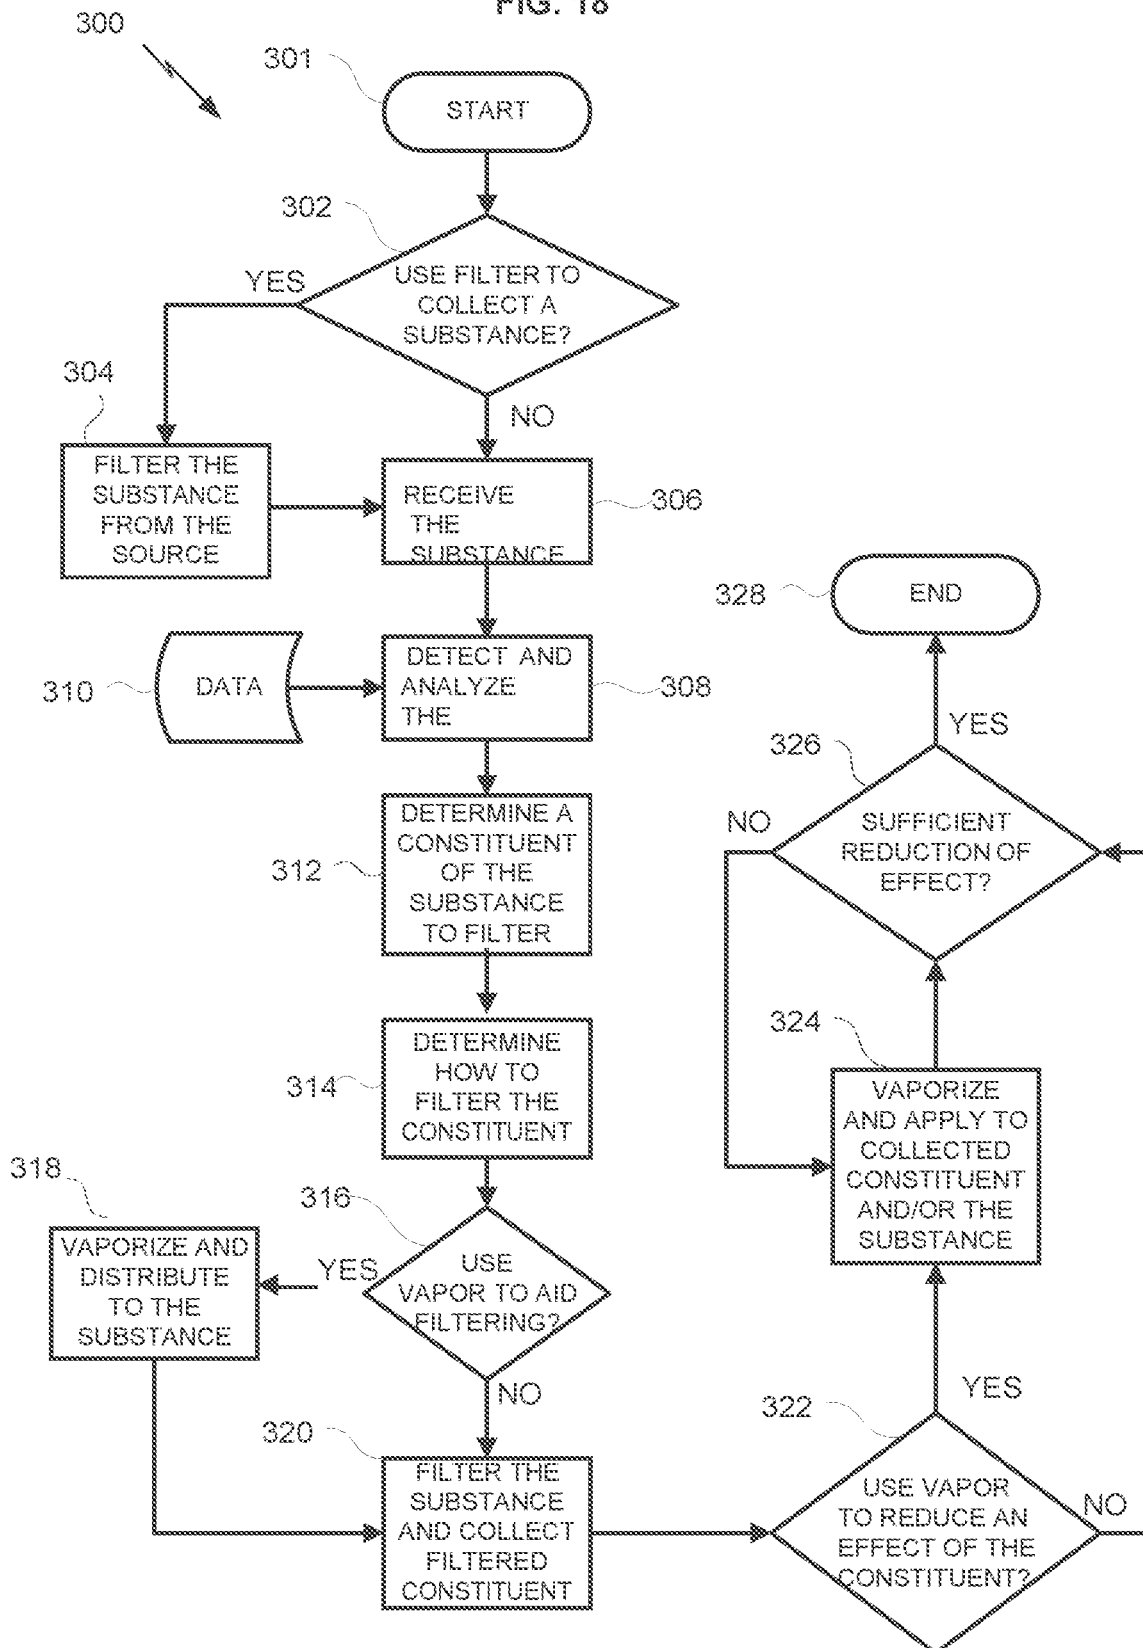 FIG. 18
300
301
START
302
USE FILTER TO
COLLECT A
SUBSTANCE?
YES
NO
304
FILTER THE
SUBSTANCE
FROM THE
SOURCE
RECEIVE
THE
SUBSTANCE
306
310
DATA
DETECT AND
ANALYZE
THE
308
312
DETERMINE A
CONSTITUENT
OF THE
SUBSTANCE
TO FILTER
314
DETERMINE
HOW TO
FILTER THE
CONSTITUENT
316
USE
VAPOR TO AID
FILTERING?
YES
NO
318
VAPORIZE AND
DISTRIBUTE
TO THE
SUBSTANCE
320
FILTER THE
SUBSTANCE
AND COLLECT
FILTERED
CONSTITUENT
322
USE VAPOR
TO REDUCE AN
EFFECT OF THE
CONSTITUENT?
NO
YES
324
VAPORIZE
AND APPLY TO
COLLECTED
CONSTITUENT
AND/OR THE
SUBSTANCE
326
SUFFICIENT
REDUCTION OF
EFFECT?
NO
YES
328
END